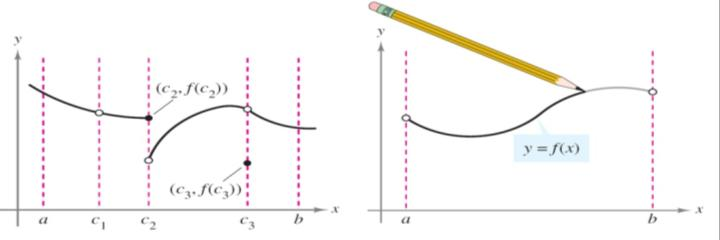 y
(c₂, f(c₂))
(c₃, f(c₃))
a c₁ c₂ c₃ b x
y
y = f(x)
a b x